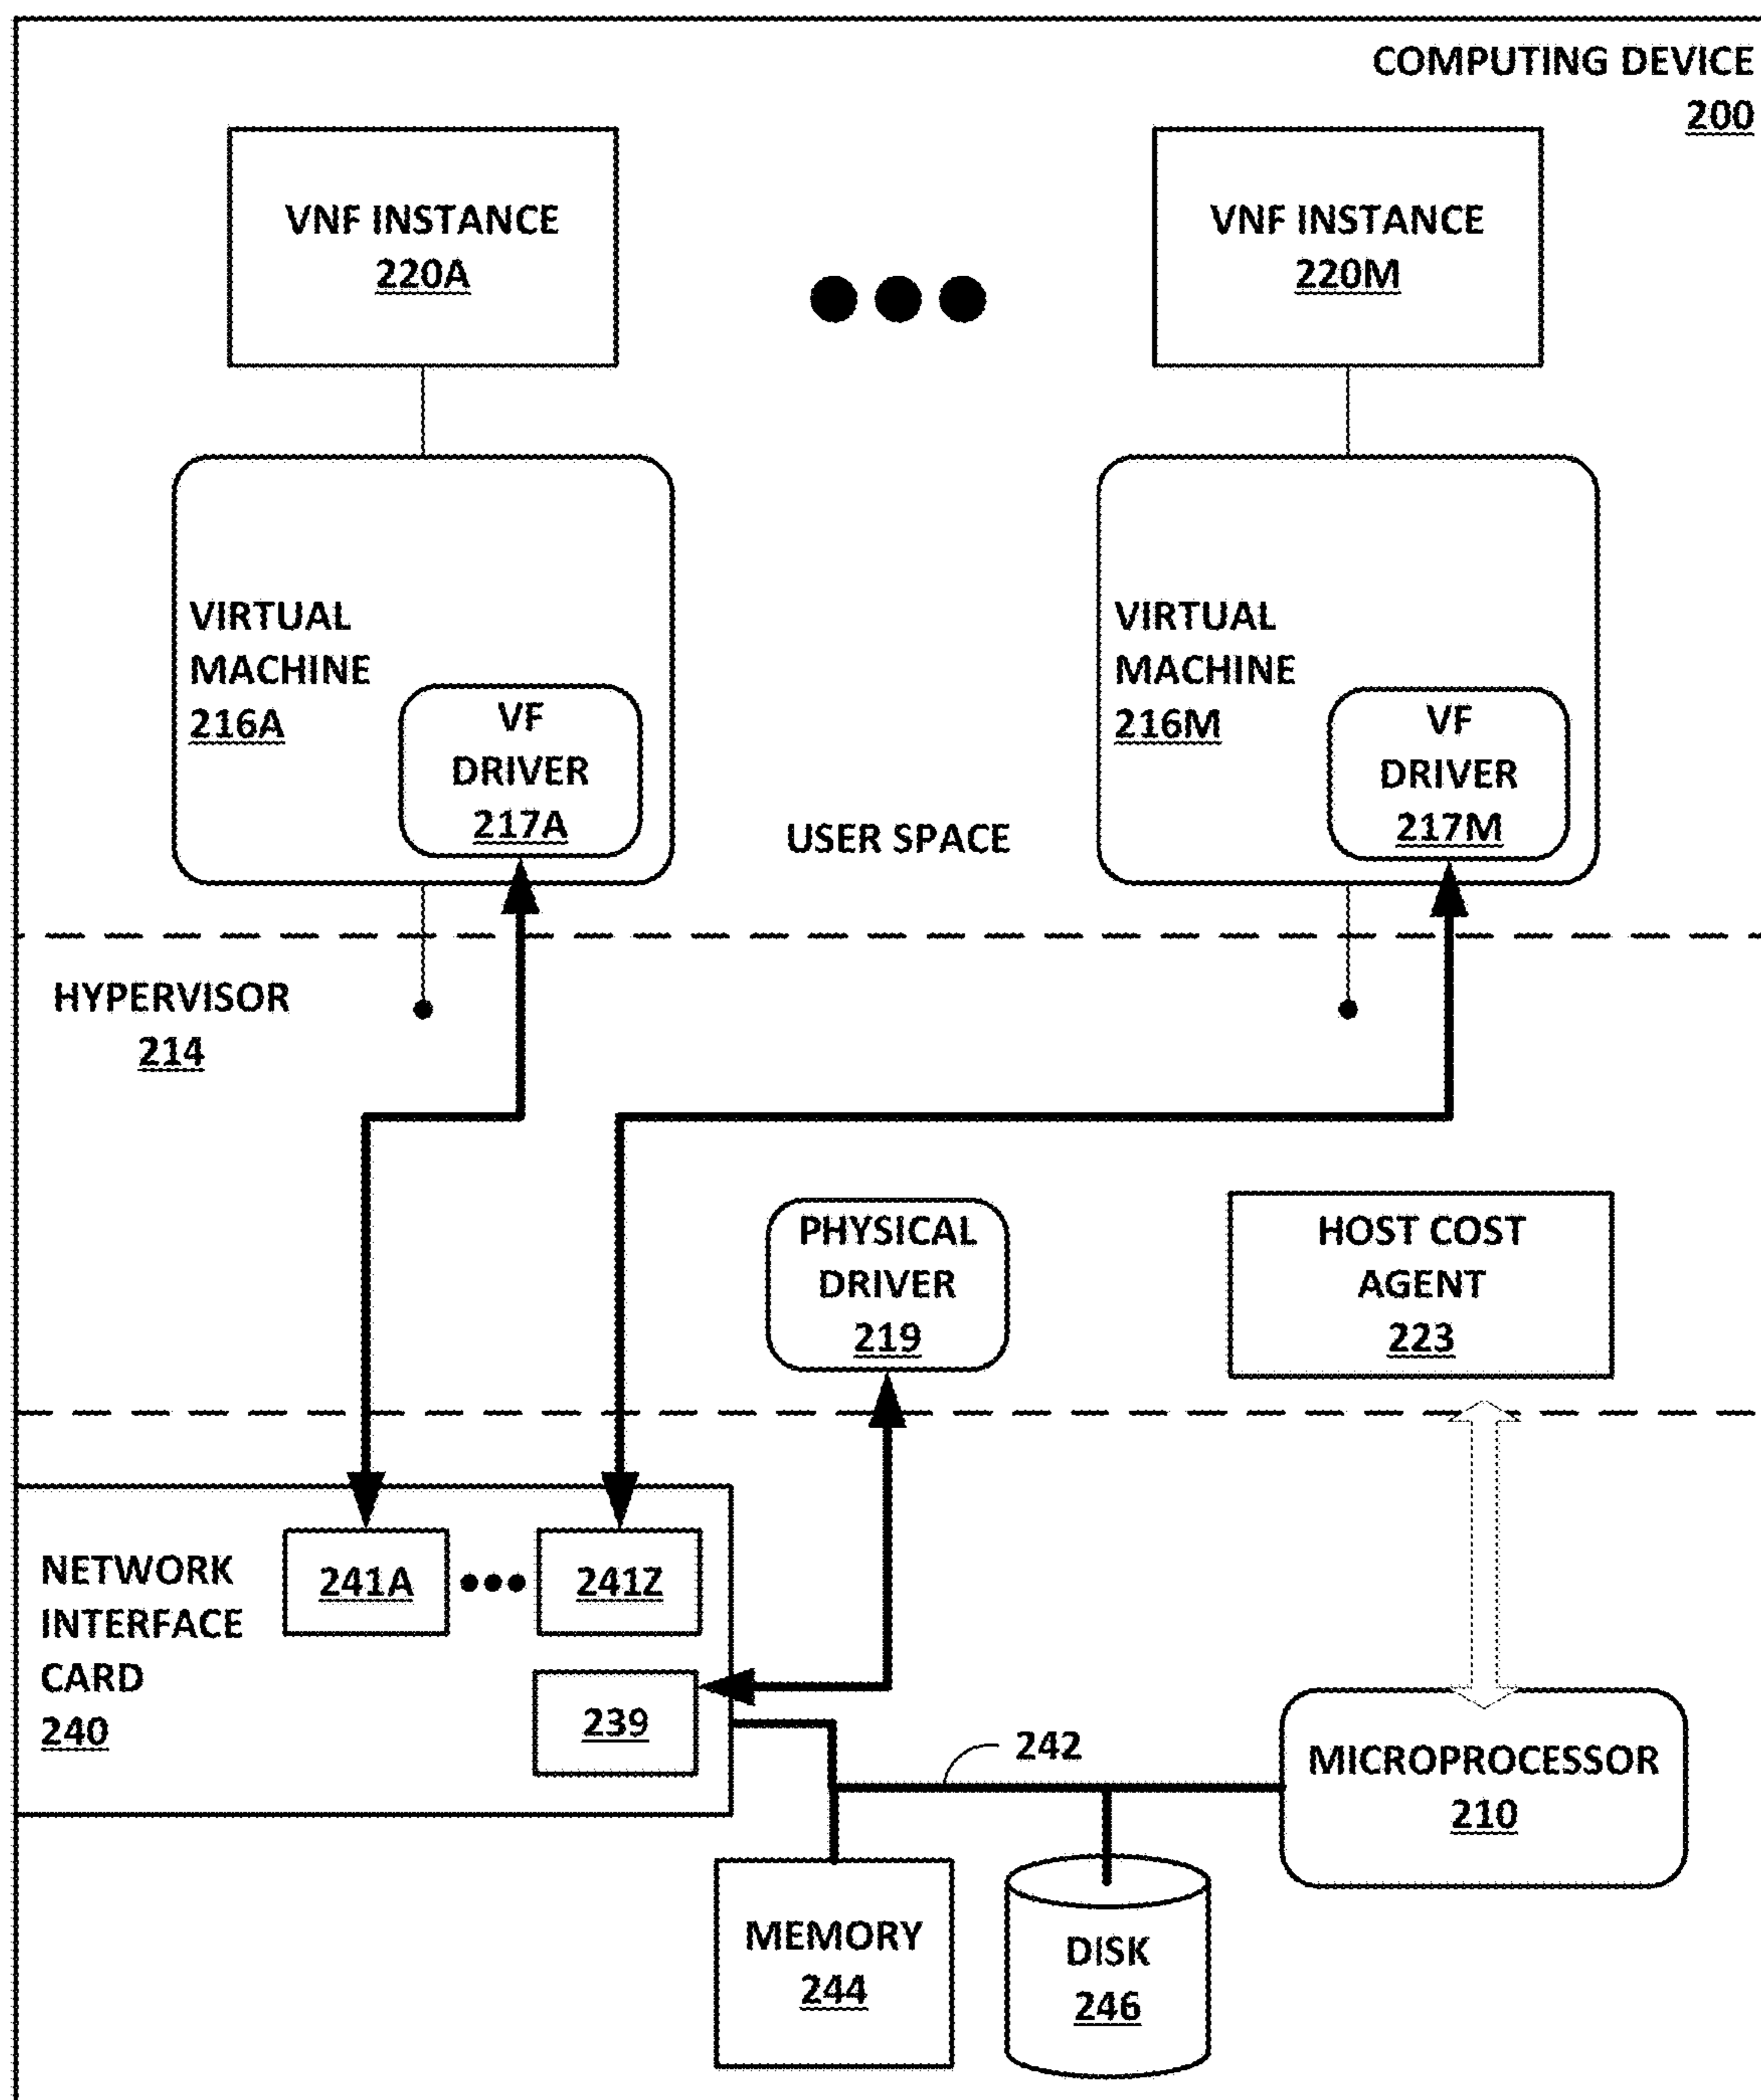 COMPUTING DEVICE
200
VNF INSTANCE
220A
VNF INSTANCE
220M
VIRTUAL
MACHINE
216A
VF
DRIVER
217A
USER SPACE
VIRTUAL
MACHINE
216M
VF
DRIVER
217M
HYPERVISOR
214
PHYSICAL
DRIVER
219
HOST COST
AGENT
223
NETWORK
INTERFACE
CARD
240
241A
241Z
239
242
MICROPROCESSOR
210
MEMORY
244
DISK
246